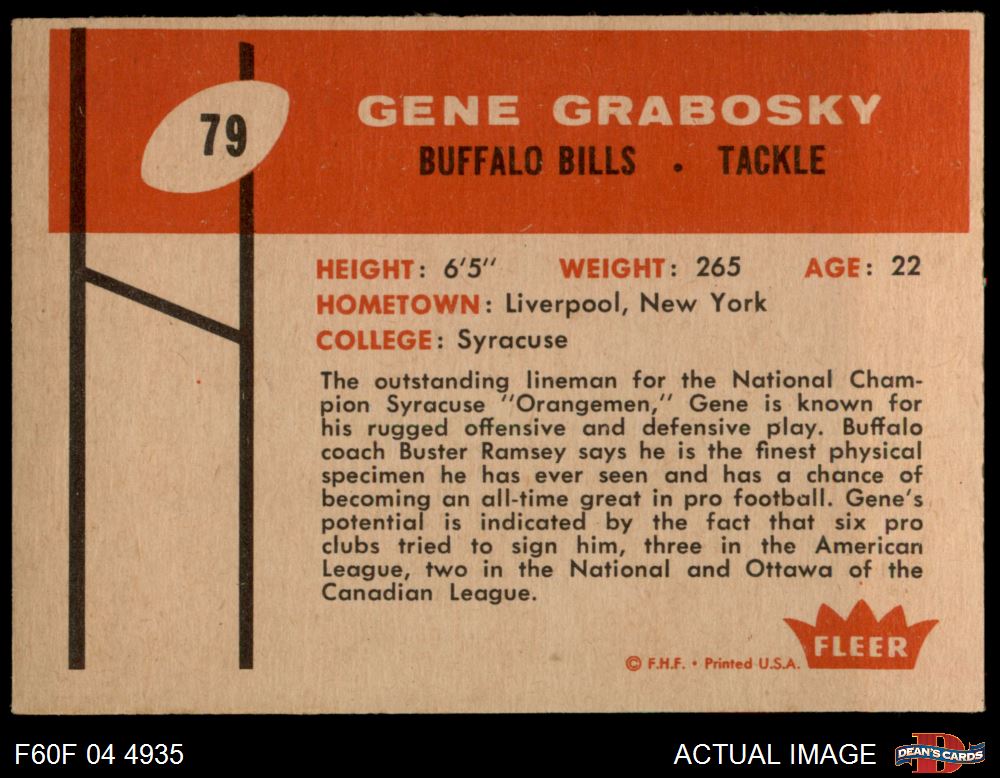 79
GENE GRABOSKY
BUFFALO BILLS . TACKLE
HEIGHT: 6'5" WEIGHT: 265 AGE: 22
HOMETOWN: Liverpool, New York
COLLEGE: Syracuse
The outstanding lineman for the National Cham-
pion Syracuse "Orangemen," Gene is known for
his rugged offensive and defensive play. Buffalo
coach Buster Ramsey says he is the finest physical
specimen he has ever seen and has a chance of
becoming an all-time great in pro football. Gene's
potential is indicated by the fact that six pro
clubs tried to sign him, three in the American
League, two in the National and Ottawa of the
Canadian League.
FLEER
© F.H.F. • Printed U.S.A.
F60F 04 4935
ACTUAL IMAGE
DEAN'S CARDS